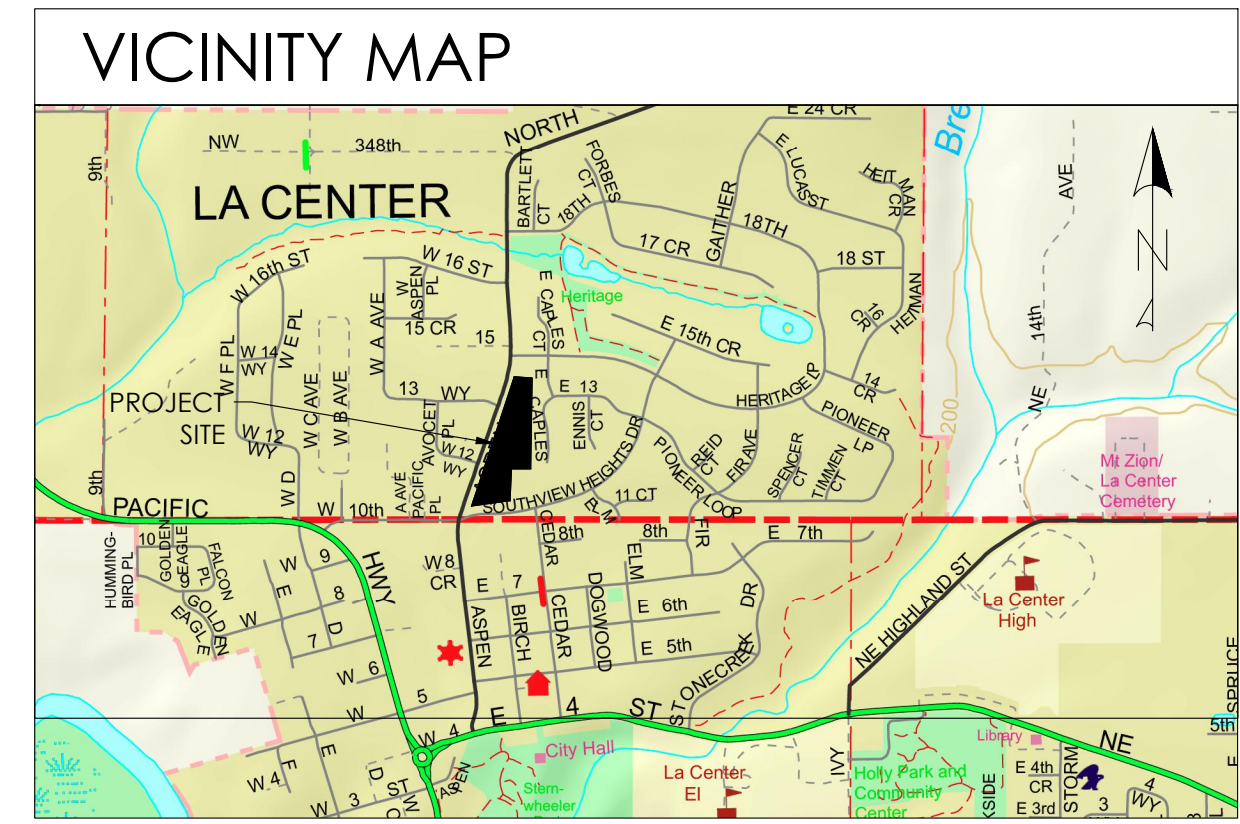 VICINITY MAP
9th
NW
348th
NORTH
E 24 CR
Bre
LA CENTER
BARTLETT
CT
FORBES
CT
18TH
E LUCAS ST
HEITMAN
CR
AVE
GAITHER
18TH
17 CR
18 ST
W 16th ST
W 16 ST
W
ASPEN
PL
15 CR
15
E CAPLES
CT
Heritage
E 15th CR
16
CR
HEITMAN
14th
NE
W A AVE
W F PL
W E PL
W 14
WY
W C AVE
W B AVE
13 WY
E
CAPLES
E 13
ENNIS
CT
HERITAGE LP
14
CR
PIONEER
LP
200
PROJECT
SITE
W 12
WY
AVOCET
PL
W 12
WY
REID
CT
PIONEER LOOP
FIR AVE
SPENCER
CT
TIMMEN
CT
Mt Zion/
La Center
Cemetery
9th
W D
A AVE
PACIFIC
PL
SOUTHVIEW HEIGHTS DR
ELM
11 CT
PACIFIC
W 10th
HWY
CEDAR
8th
8th
FIR
E 7th
HUMMING-
BIRD PL
10
GOLDEN
EAGLE
FALCON
PL
9
GOLDEN
EAGLE
W
9
E
8
W
7
D
W 8
CR
E 7
ELM
DOGWOOD
E 6th
DR
ASPEN
BIRCH
CEDAR
E 5th
STONECREEK
NE HIGHLAND ST
La Center
High
SPRUCE
W 6
W 5
W 4
E 4 ST
5th
E
F
W 4
D
ST
W 3
W
ASPEN
City Hall
Stern-
wheeler
La Center
El
IVY
Holly Park and
Community
Center
Library
KSIDE
NE
E 4th
CR
E 3rd
STORM
3
4
WY
E